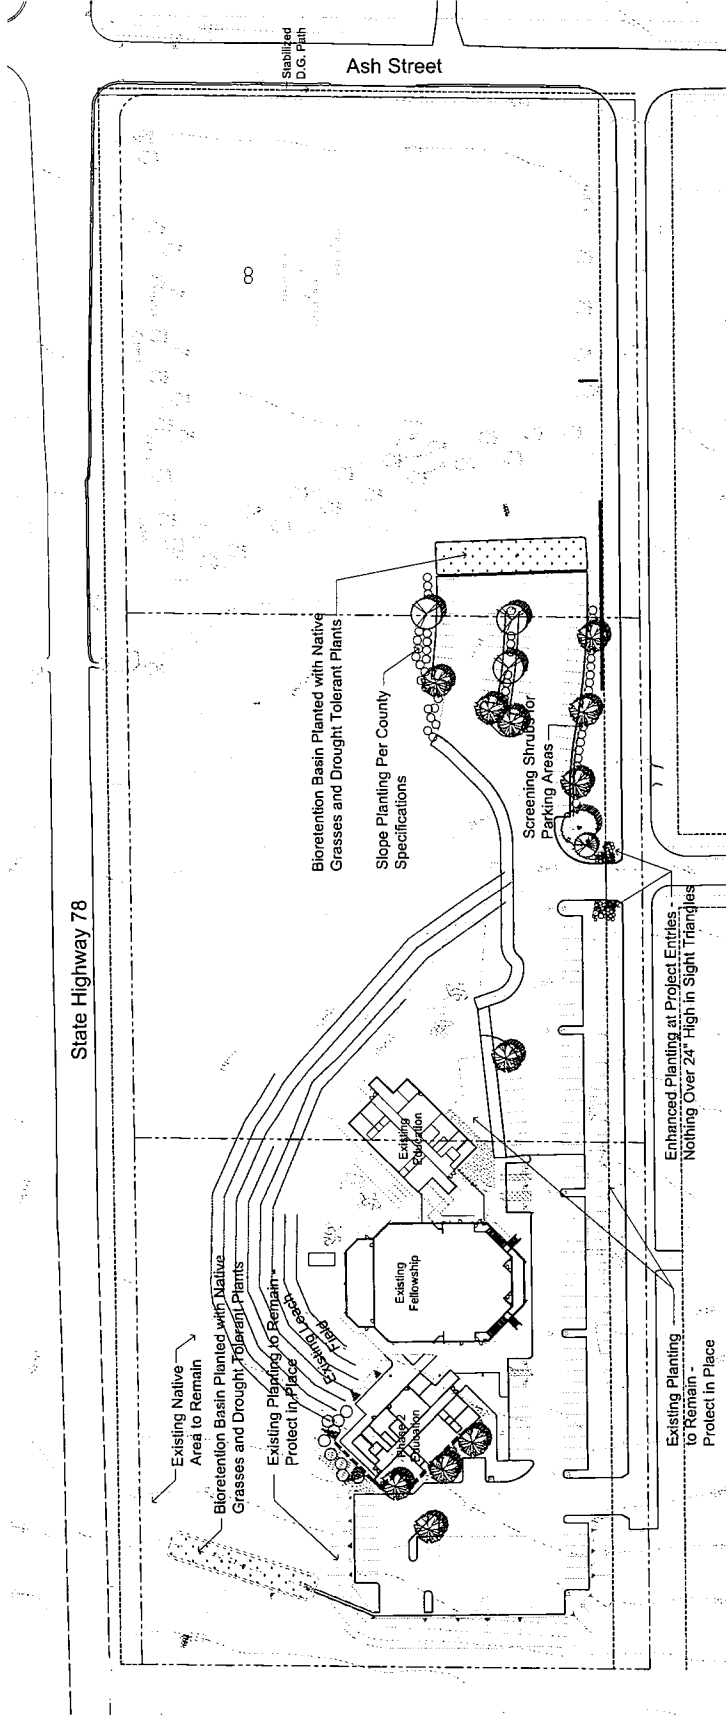 Stabilized
D.G. Path
Ash Street
Bioretention Basin Planted with Native
Grasses and Drought Tolerant Plants
Slope Planting Per County
Specifications
Screening Shrubs for
Parking Areas
State Highway 78
Enhanced Planting at Project Entries -
Nothing Over 24" High in Sight Triangles
Existing
Education
Existing
Fellowship
Existing Leach
Field
Phase 2
Education
Existing Native
Area to Remain
Bioretention Basin Planted with Native
Grasses and Drought Tolerant Plants
Existing Planting to Remain -
Protect in Place
Existing Planting
to Remain -
Protect in Place